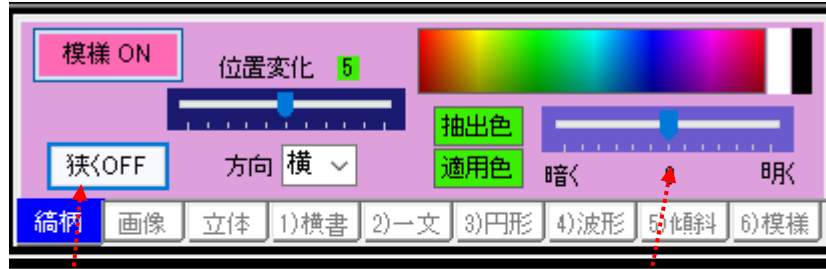 模様 ON
位置変化 5
抽出色
狭くOFF
方向 横
適用色
暗く 明く
縞柄 画像 立体 1)横書 2)一文 3)円形 4)波形 5)傾斜 6)模様